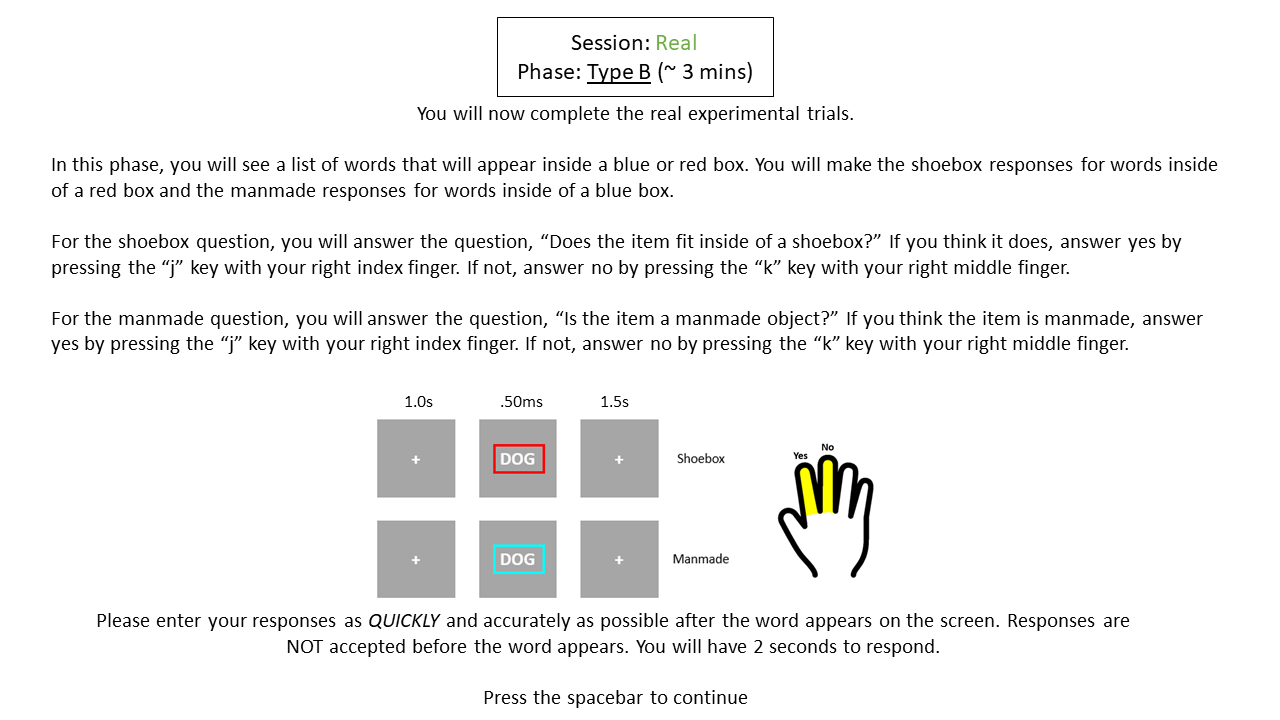 Session: Real
Phase: Type B (~ 3 mins)
You will now complete the real experimental trials.
In this phase, you will see a list of words that will appear inside a blue or red box. You will make the shoebox responses for words inside
of a red box and the manmade responses for words inside of a blue box.
For the shoebox question, you will answer the question, “Does the item fit inside of a shoebox?” If you think it does, answer yes by
pressing the “j” key with your right index finger. If not, answer no by pressing the “k” key with your right middle finger.
For the manmade question, you will answer the question, “Is the item a manmade object?” If you think the item is manmade, answer
yes by pressing the “j” key with your right index finger. If not, answer no by pressing the “k” key with your right middle finger.
1.0s .50ms 1.5s
+ DOG + Shoebox
Yes No
+ DOG + Manmade
Please enter your responses as QUICKLY and accurately as possible after the word appears on the screen. Responses are
NOT accepted before the word appears. You will have 2 seconds to respond.
Press the spacebar to continue